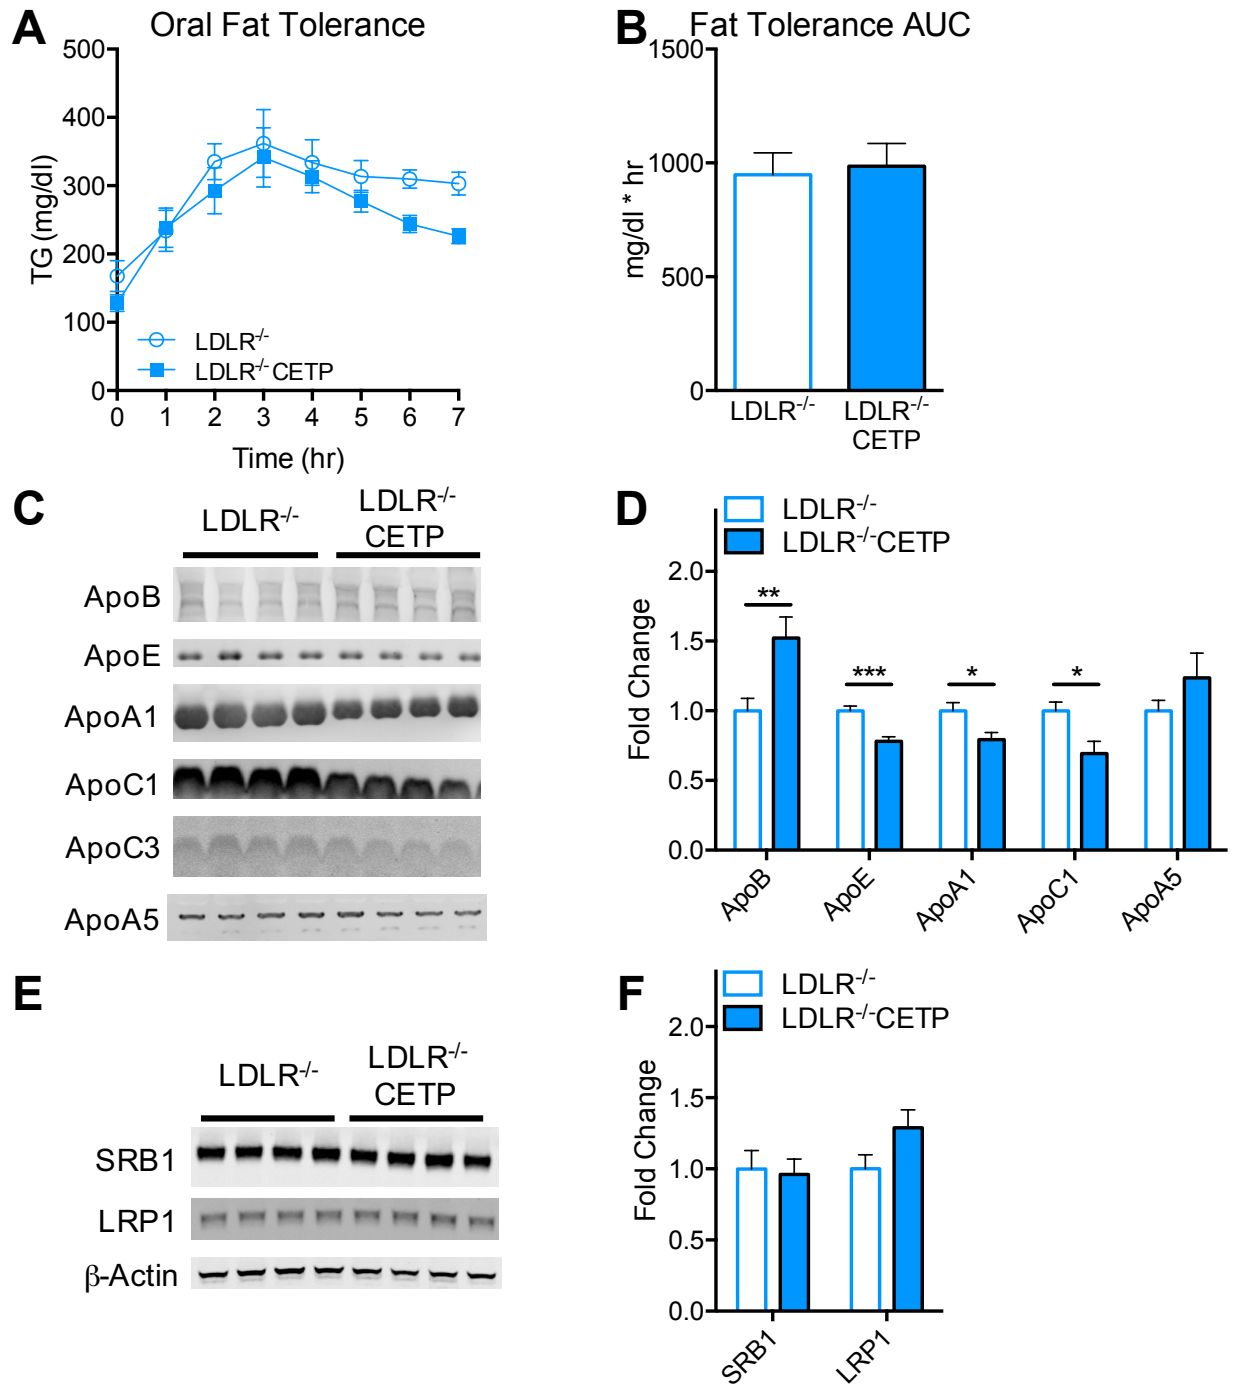 A Oral Fat Tolerance
500
400
300
200
100
0
TG (mg/dl)
LDLR-/-
LDLR-/-CETP
0 1 2 3 4 5 6 7
Time (hr)
B Fat Tolerance AUC
1500
1000
500
0
mg/dl * hr
LDLR-/- LDLR-/-
CETP
C
LDLR-/- LDLR-/-
CETP
ApoB
ApoE
ApoA1
ApoC1
ApoC3
ApoA5
D
LDLR-/-
LDLR-/-CETP
2.0
1.5
1.0
0.5
0.0
Fold Change
** *** * *
ApoB ApoE ApoA1 ApoC1 ApoA5
E
LDLR-/- LDLR-/-
CETP
SRB1
LRP1
β-Actin
F
LDLR-/-
LDLR-/-CETP
2.0
1.5
1.0
0.5
0.0
Fold Change
SRB1 LRP1